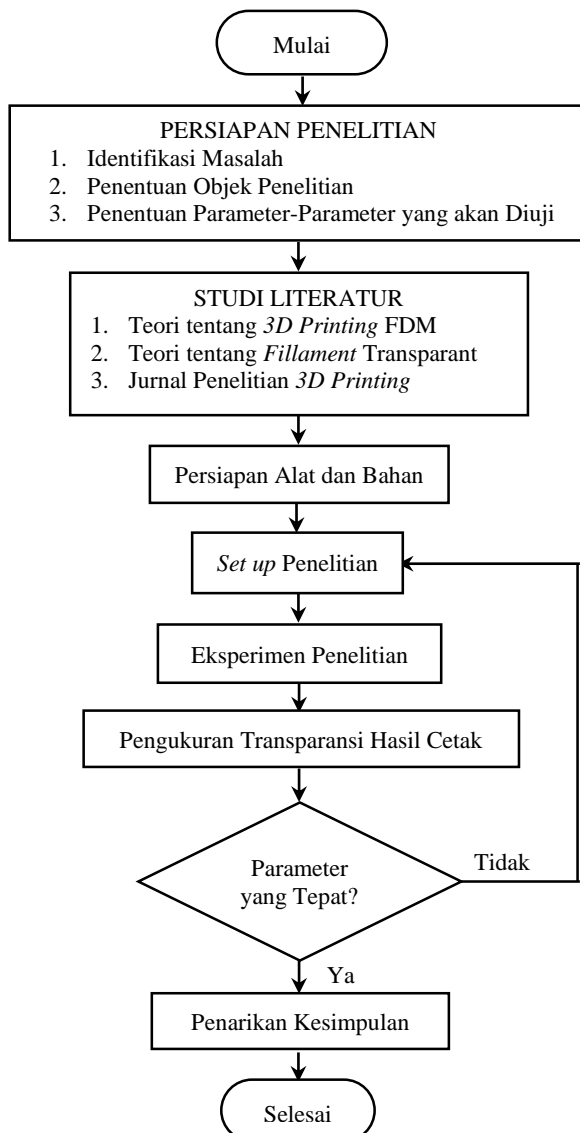 Mulai
PERSIAPAN PENELITIAN
1. Identifikasi Masalah
2. Penentuan Objek Penelitian
3. Penentuan Parameter-Parameter yang akan Diuji
STUDI LITERATUR
1. Teori tentang 3D Printing FDM
2. Teori tentang Fillament Transparant
3. Jurnal Penelitian 3D Printing
Persiapan Alat dan Bahan
Set up Penelitian
Eksperimen Penelitian
Pengukuran Transparansi Hasil Cetak
Parameter
yang Tepat?
Tidak
Ya
Penarikan Kesimpulan
Selesai